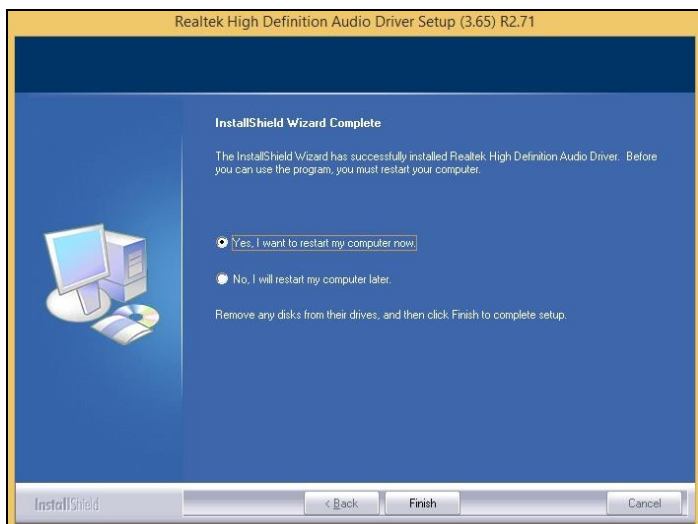 Realtek High Definition Audio Driver Setup (3.65) R2.71
InstallShield Wizard Complete
The InstallShield Wizard has successfully installed Realtek High Definition Audio Driver. Before
you can use the program, you must restart your computer.
Yes, I want to restart my computer now.
No, I will restart my computer later.
Remove any disks from their drives, and then click Finish to complete setup.
InstallShield
< Back
Finish
Cancel